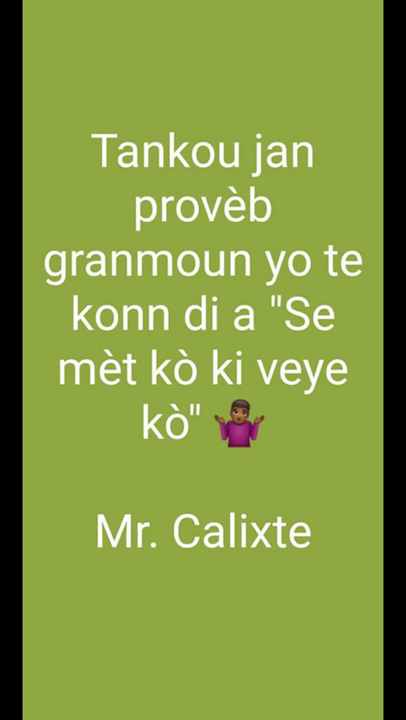 Tankou jan
provèb
granmoun yo te
konn di a "Se
mèt kò ki veye
kò" 🤷🏾
Mr. Calixte